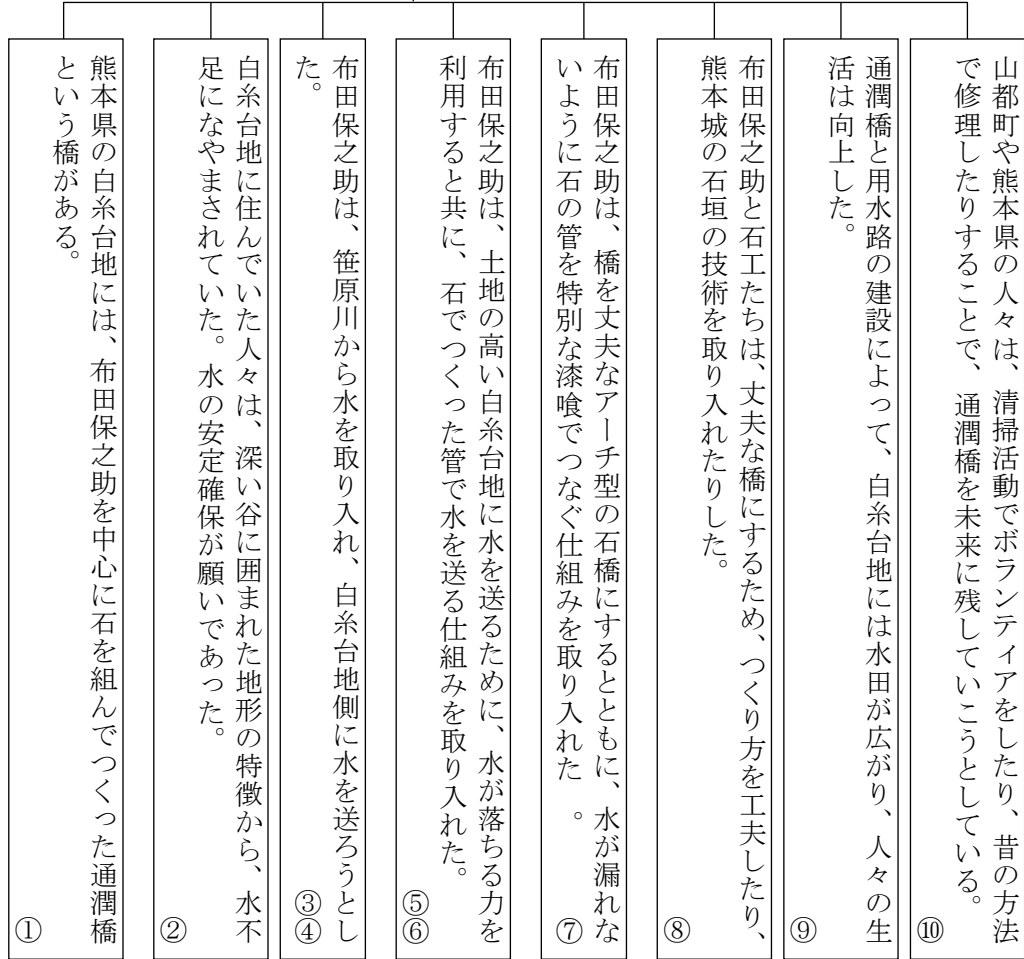 山都町や熊本県の人々は、清掃活動でボランティアをしたり、昔の方法
で修理したりすることで、通潤橋を未来に残していこうとしている。
⑩
通潤橋と用水路の建設によって、白糸台地には水田が広がり、人々の生
活は向上した。
⑨
布田保之助と石工たちは、丈夫な橋にするため、つくり方を工夫したり、
熊本城の石垣の技術を取り入れたりした。
⑧
布田保之助は、橋を丈夫なアーチ型の石橋にするとともに、水が漏れな
いように石の管を特別な漆喰でつなぐ仕組みを取り入れた 。
⑦
布田保之助は、土地の高い白糸台地に水を送るために、水が落ちる力を
利用すると共に、石でつくった管で水を送る仕組みを取り入れた。
⑤
⑥
布田保之助は、笹原川から水を取り入れ、白糸台地側に水を送ろうとし
た。
③
④
白糸台地に住んでいた人々は、深い谷に囲まれた地形の特徴から、水不
足になやまされていた。水の安定確保が願いであった。
②
熊本県の白糸台地には、布田保之助を中心に石を組んでつくった通潤橋
という橋がある。
①